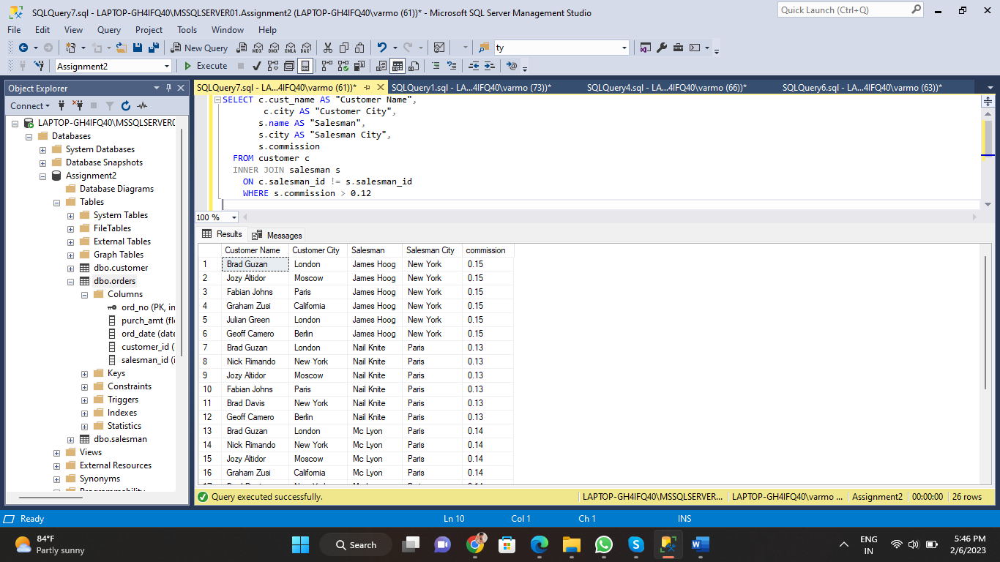 SQLQuery7.sql - LAPTOP-GH4IFQ40\MSSQLSERVER01.Assignment2 (LAPTOP-GH4IFQ40\varmo (61))* - Microsoft SQL Server Management Studio
Quick Launch (Ctrl+Q)
File Edit View Query Project Tools Window Help
New Query MDX DMX XMLA DAX ty
Assignment2 Execute
Object Explorer
Connect
LAPTOP-GH4IFQ40\MSSQLSERVER
Databases
System Databases
Database Snapshots
Assignment2
Database Diagrams
Tables
System Tables
FileTables
External Tables
Graph Tables
dbo.customer
dbo.orders
Columns
ord_no (PK, in
purch_amt (flo
ord_date (date
customer_id (
salesman_id (i
Keys
Constraints
Triggers
Indexes
Statistics
dbo.salesman
Views
External Resources
Synonyms
Programmability
SQLQuery7.sql - LA...4IFQ40\varmo (61))* SQLQuery1.sql - LA...4IFQ40\varmo (73))* SQLQuery4.sql - LA...4IFQ40\varmo (66))* SQLQuery6.sql - LA...4IFQ40\varmo (63))*
SELECT c.cust_name AS "Customer Name",
c.city AS "Customer City",
s.name AS "Salesman",
s.city AS "Salesman City",
s.commission
FROM customer c
INNER JOIN salesman s
ON c.salesman_id != s.salesman_id
WHERE s.commission > 0.12
100 %
Results Messages
Customer Name Customer City Salesman Salesman City commission
1 Brad Guzan London James Hoog New York 0.15
2 Jozy Altidor Moscow James Hoog New York 0.15
3 Fabian Johns Paris James Hoog New York 0.15
4 Graham Zusi California James Hoog New York 0.15
5 Julian Green London James Hoog New York 0.15
6 Geoff Camero Berlin James Hoog New York 0.15
7 Brad Guzan London Nail Knite Paris 0.13
8 Nick Rimando New York Nail Knite Paris 0.13
9 Jozy Altidor Moscow Nail Knite Paris 0.13
10 Fabian Johns Paris Nail Knite Paris 0.13
11 Brad Davis New York Nail Knite Paris 0.13
12 Geoff Camero Berlin Nail Knite Paris 0.13
13 Brad Guzan London Mc Lyon Paris 0.14
14 Nick Rimando New York Mc Lyon Paris 0.14
15 Jozy Altidor Moscow Mc Lyon Paris 0.14
16 Graham Zusi California Mc Lyon Paris 0.14
Query executed successfully. LAPTOP-GH4IFQ40\MSSQLSERVER... LAPTOP-GH4IFQ40\varmo ... Assignment2 00:00:00 26 rows
Ready Ln 10 Col 1 Ch 1 INS
84°F
Partly sunny
Search
ENG
IN
5:46 PM
2/6/2023